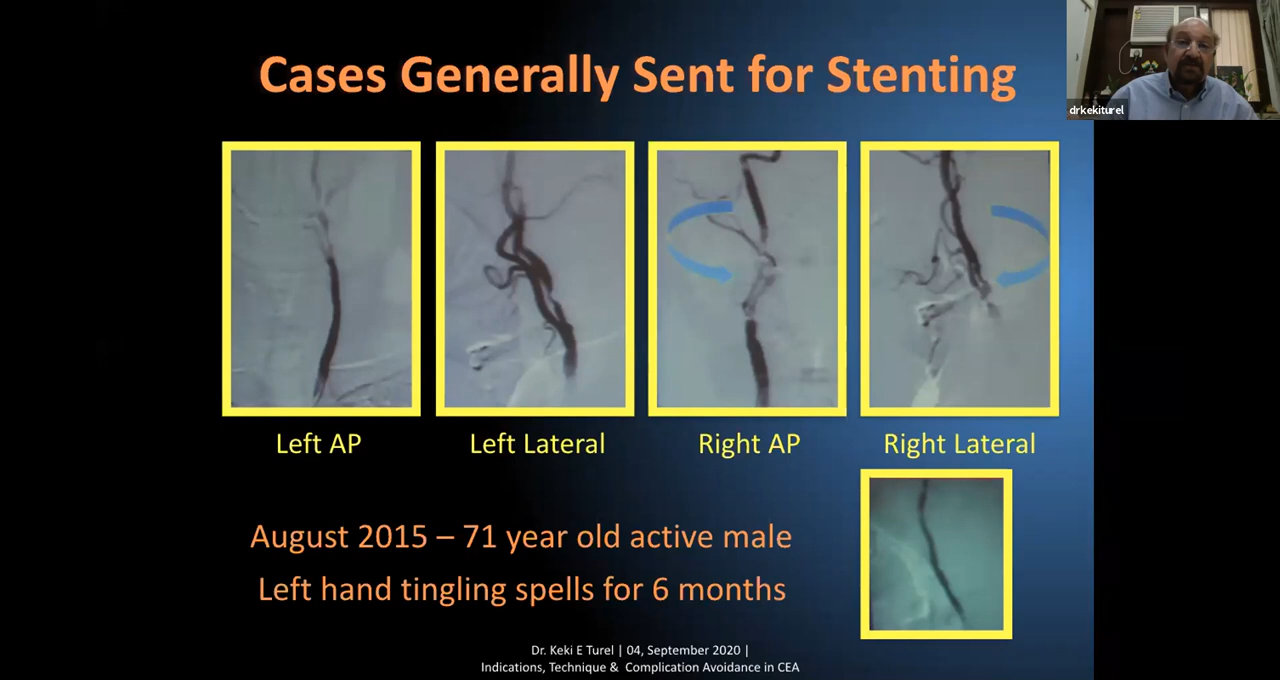 Cases Generally Sent for Stenting
drkekiturel
Left AP
Left Lateral
Right AP
Right Lateral
August 2015 – 71 year old active male
Left hand tingling spells for 6 months
Dr. Keki E Turel | 04, September 2020 |
Indications, Technique & Complication Avoidance in CEA